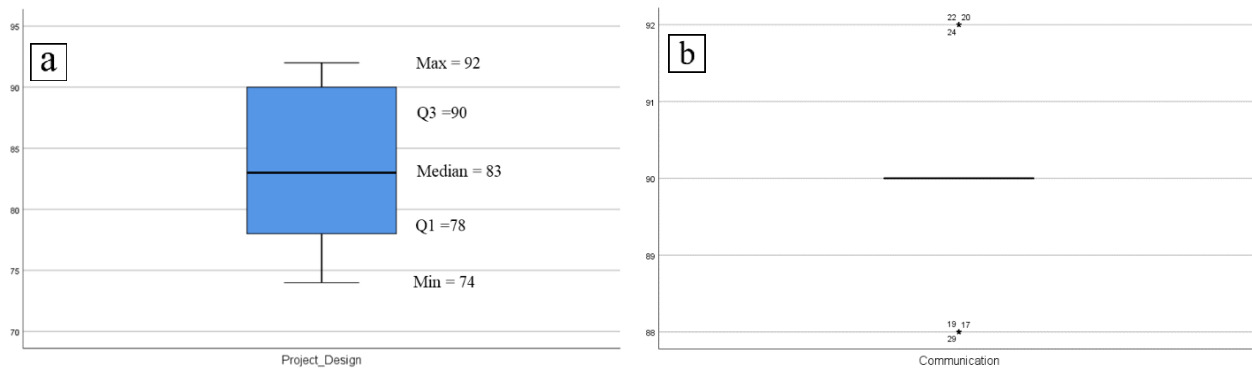 a
95
90
85
80
75
70
Max = 92
Q3 =90
Median = 83
Q1 =78
Min = 74
Project_Design
b
92
91
90
89
88
22 20
24
19 17
29
Communication